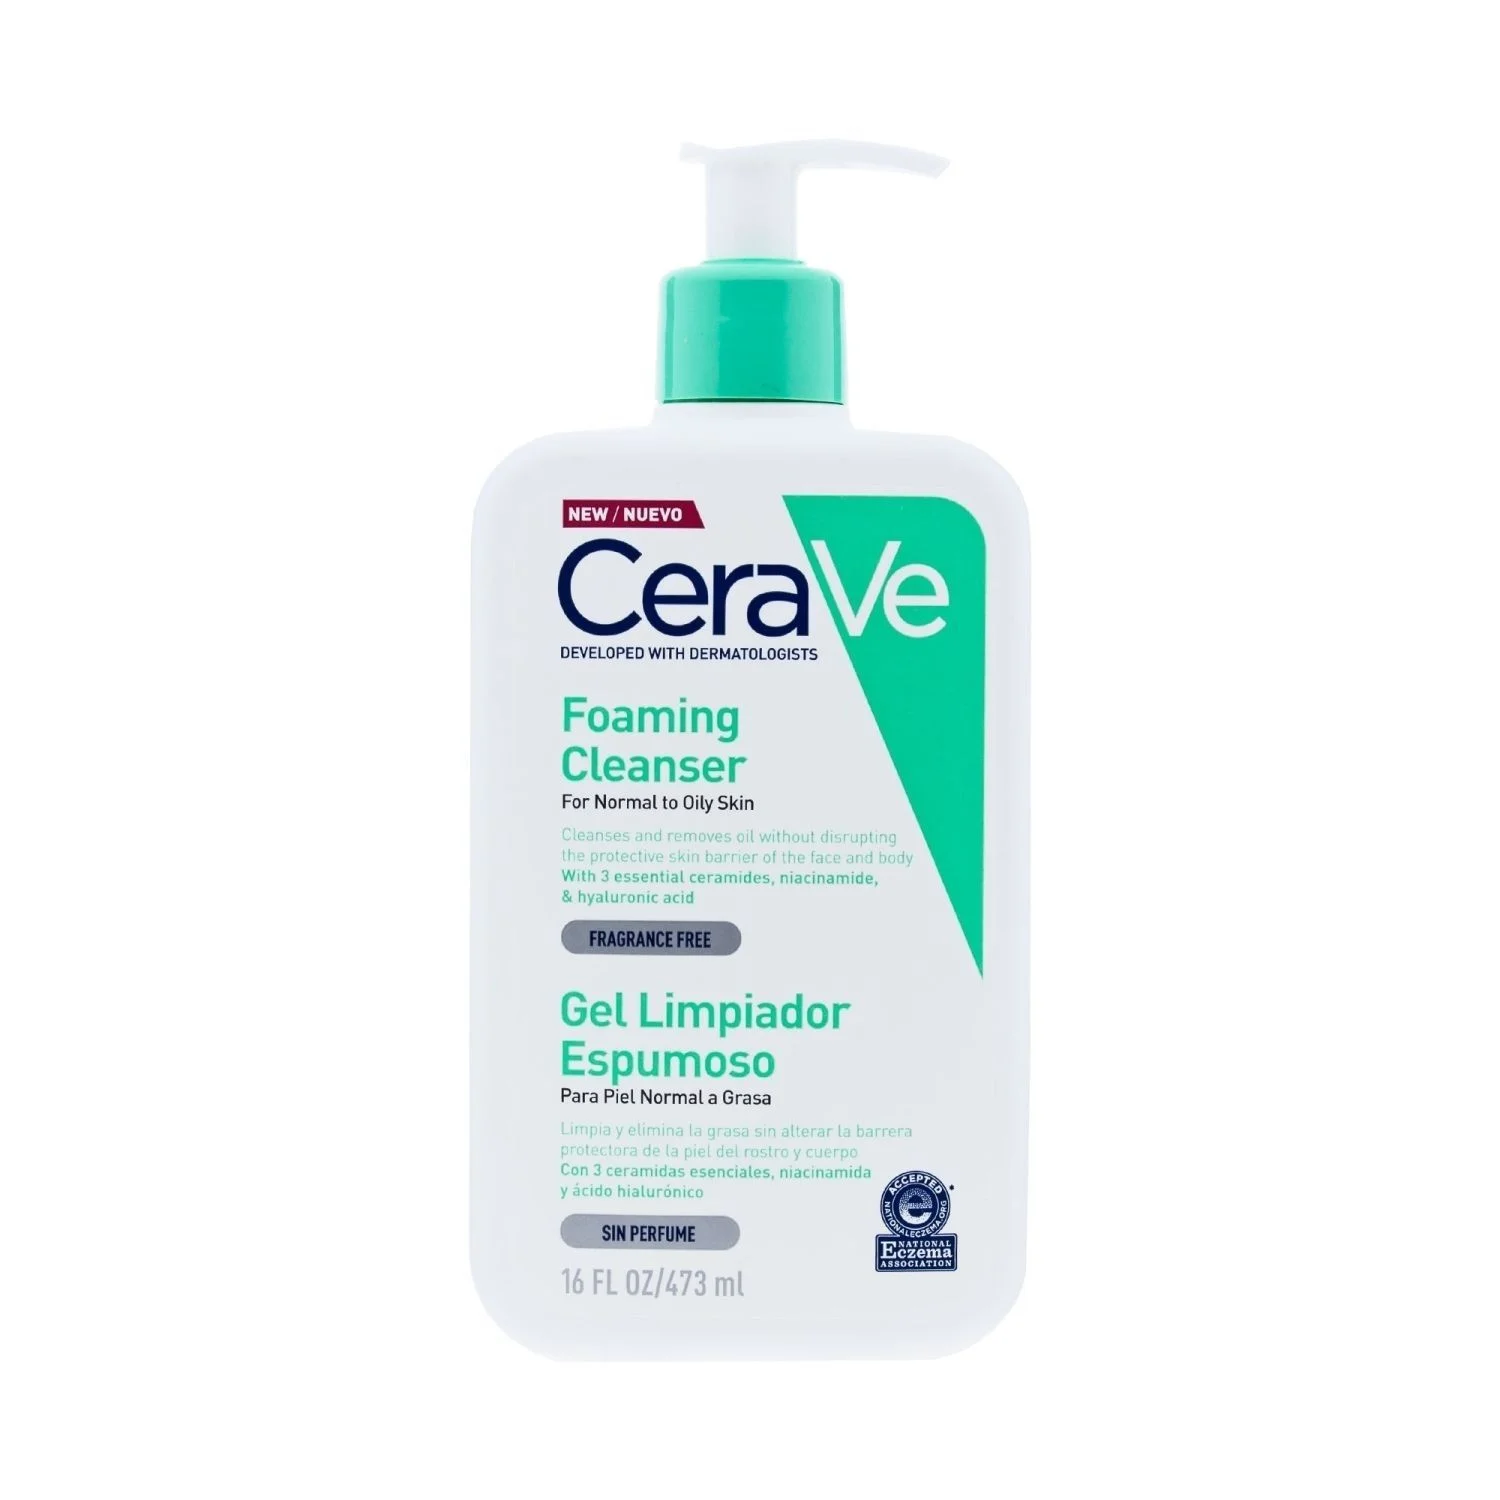 NEW / NUEVO
CeraVe
DEVELOPED WITH DERMATOLOGISTS
Foaming
Cleanser
For Normal to Oily Skin
Cleanses and removes oil without disrupting
the protective skin barrier of the face and body
With 3 essential ceramides, niacinamide,
& hyaluronic acid
FRAGRANCE FREE
Gel Limpiador
Espumoso
Para Piel Normal a Grasa
Limpia y elimina la grasa sin alterar la barrera
protectora de la piel del rostro y cuerpo
Con 3 ceramidas esenciales, niacinamida
y ácido hialurónico
SIN PERFUME
16 FL OZ/473 ml
ACCEPTED *
NATIONALECZEMA.ORG
NATIONAL
Eczema
ASSOCIATION